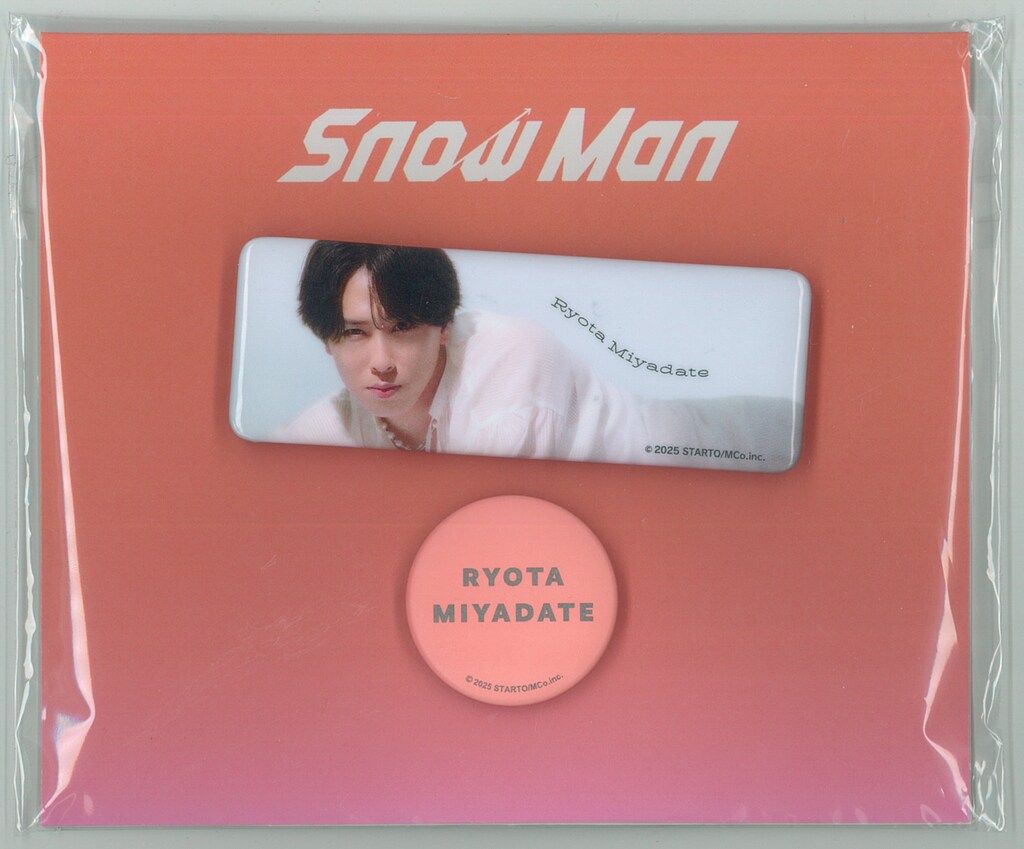 Snow Man
Ryota Miyadate
© 2025 STARTO/MCo.inc.
RYOTA
MIYADATE
© 2025 STARTO/MCo.inc.